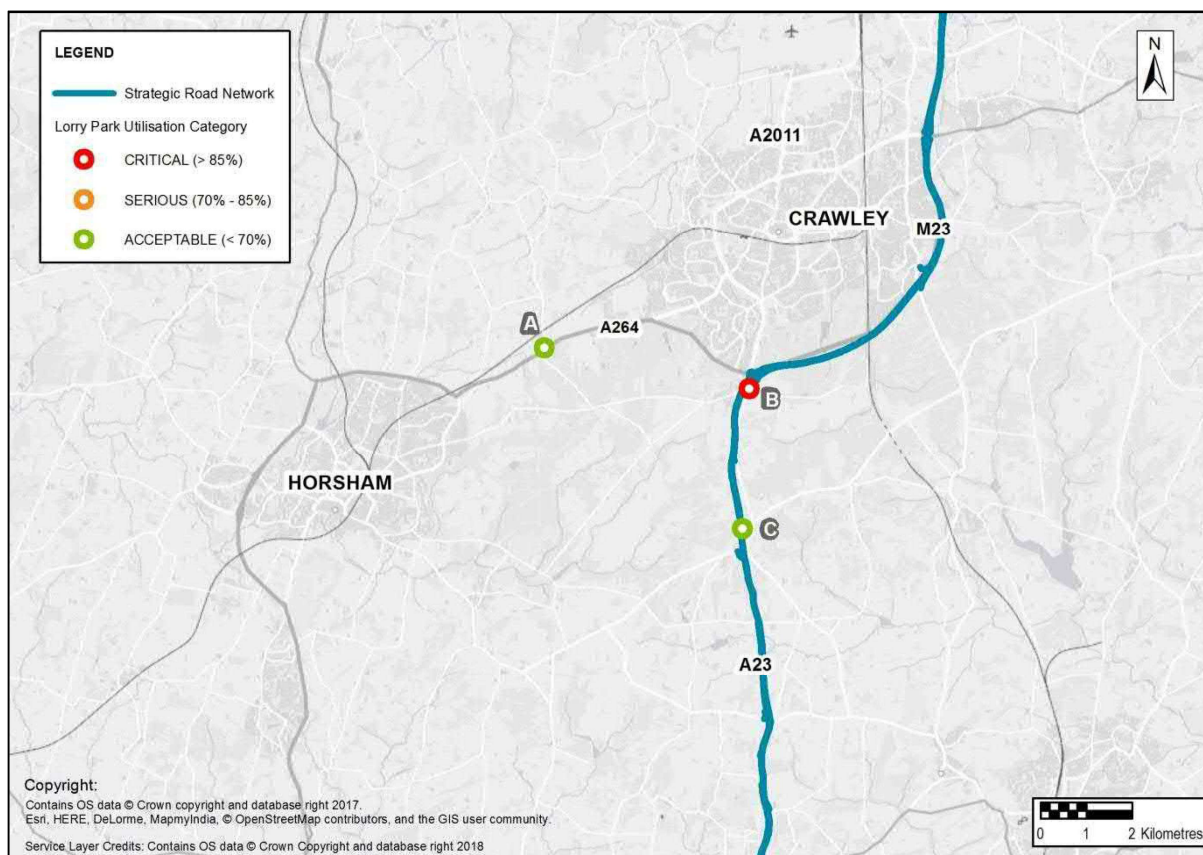 LEGEND
Strategic Road Network
Lorry Park Utilisation Category
CRITICAL (> 85%)
SERIOUS (70% - 85%)
ACCEPTABLE (< 70%)
N
A2011
CRAWLEY
M23
A
A264
B
HORSHAM
C
A23
Copyright:
Contains OS data © Crown copyright and database right 2017.
Esri, HERE, DeLorme, MapmyIndia, © OpenStreetMap contributors, and the GIS user community.
Service Layer Credits: Contains OS data © Crown Copyright and database right 2018
0 1 2 Kilometres